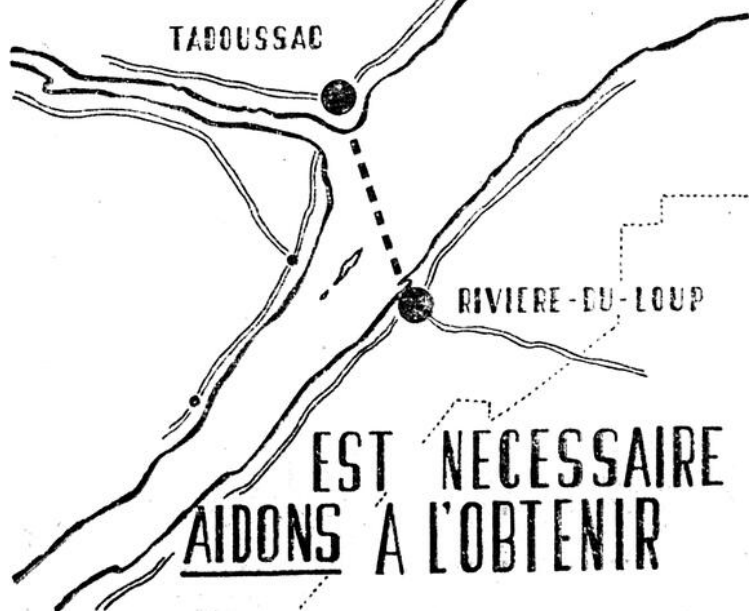 TADOUSSAC
RIVIERE-DU-LOUP
EST NECESSAIRE
AIDONS A L'OBTENIR